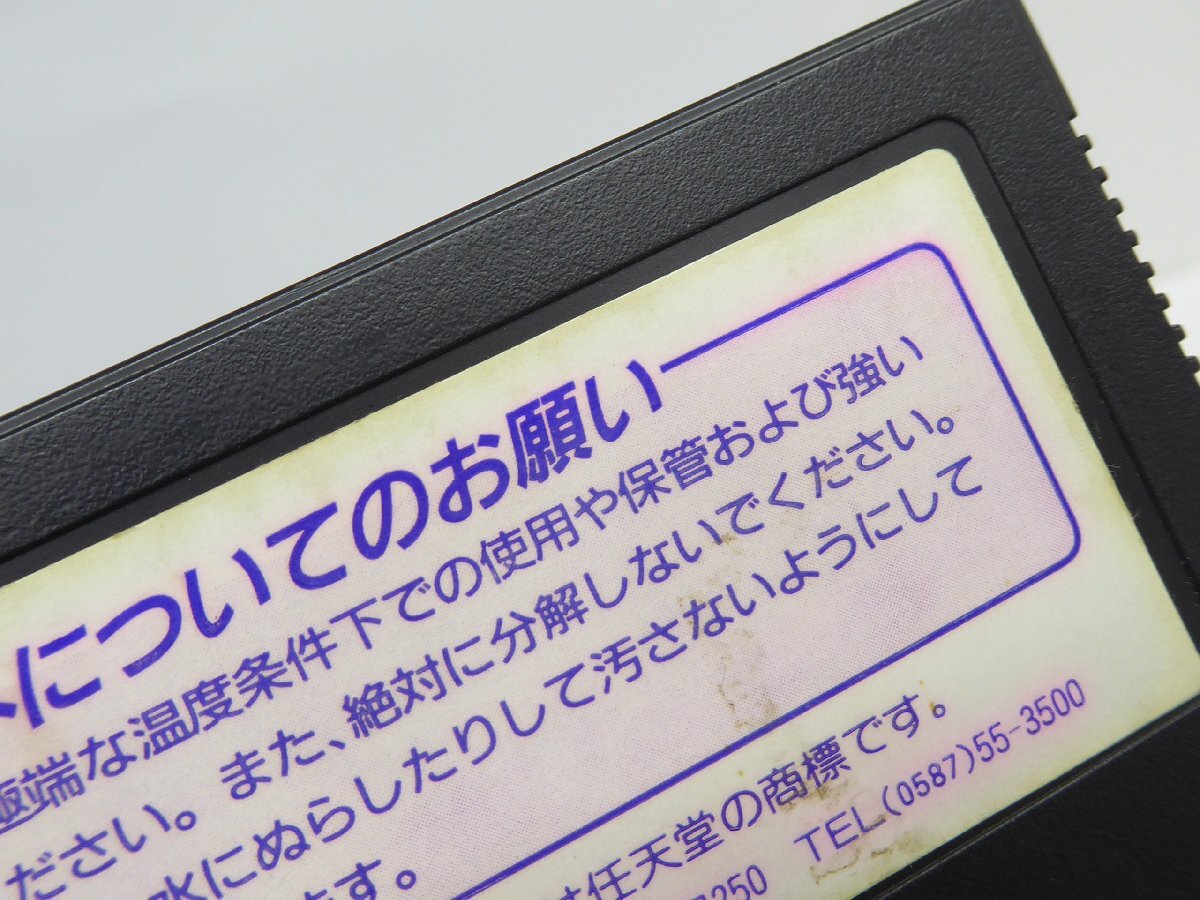 についてのお願い
端な温度条件下での使用や保管および強い
ださい。また、絶対に分解しないでください。
水にぬらしたりして汚さないようにして
ます。
は任天堂の商標です。
250 TEL(0587)55-3500